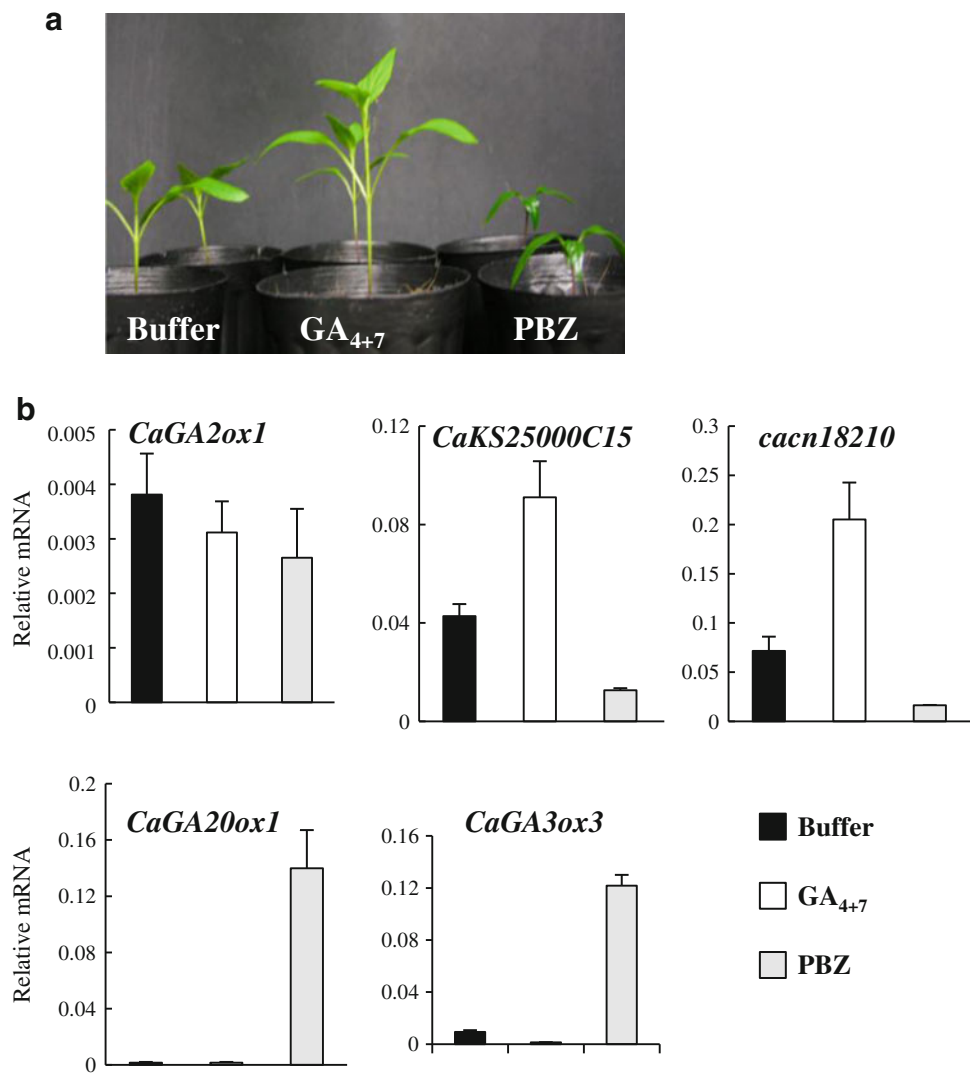 a
Buffer GA4+7 PBZ
b
CaGA2ox1
Relative mRNA
0.005
0.004
0.003
0.002
0.001
0
CaKS25000C15
0.12
0.08
0.04
0
cacn18210
0.3
0.25
0.2
0.15
0.1
0.05
0
CaGA20ox1
Relative mRNA
0.2
0.16
0.12
0.08
0.04
0
CaGA3ox3
0.16
0.12
0.08
0.04
0
Buffer
GA4+7
PBZ